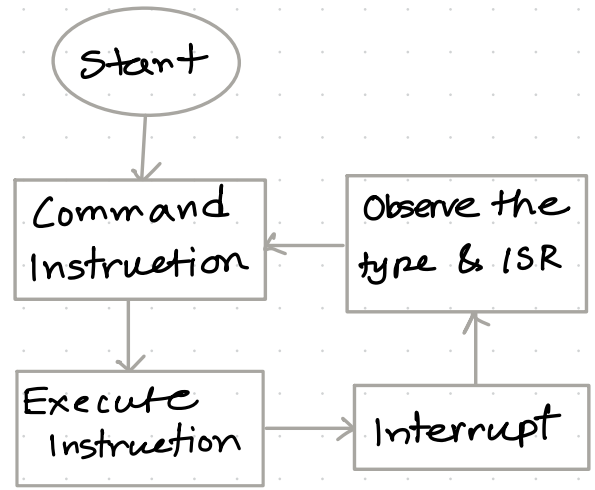 Start
Command
Instruction
Execute
Instruction
Interrupt
Observe the
type & ISR